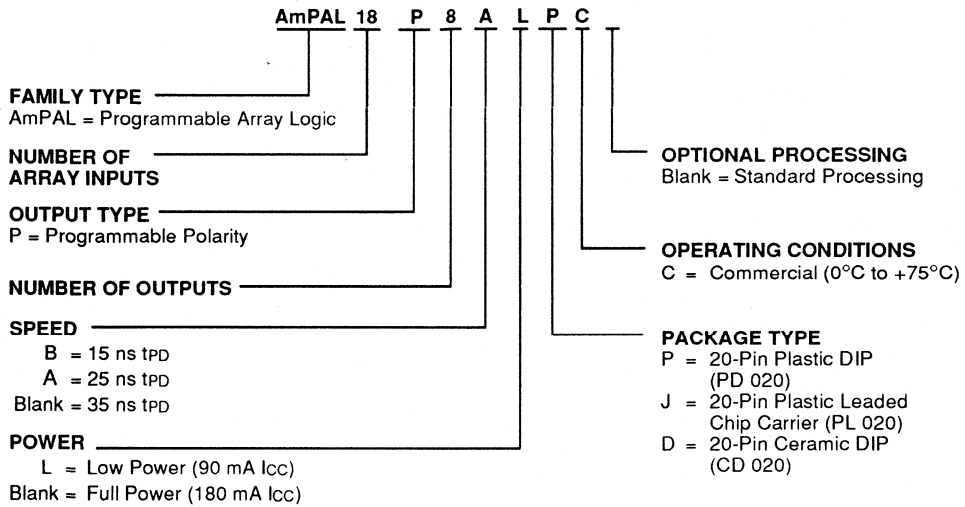 AmPAL 18 P 8 A L P C
FAMILY TYPE
AmPAL = Programmable Array Logic
NUMBER OF
ARRAY INPUTS
OUTPUT TYPE
P = Programmable Polarity
NUMBER OF OUTPUTS
SPEED
B = 15 ns tPD
A = 25 ns tPD
Blank = 35 ns tPD
POWER
L = Low Power (90 mA ICC)
Blank = Full Power (180 mA ICC)
OPTIONAL PROCESSING
Blank = Standard Processing
OPERATING CONDITIONS
C = Commercial (0°C to +75°C)
PACKAGE TYPE
P = 20-Pin Plastic DIP
(PD 020)
J = 20-Pin Plastic Leaded
Chip Carrier (PL 020)
D = 20-Pin Ceramic DIP
(CD 020)